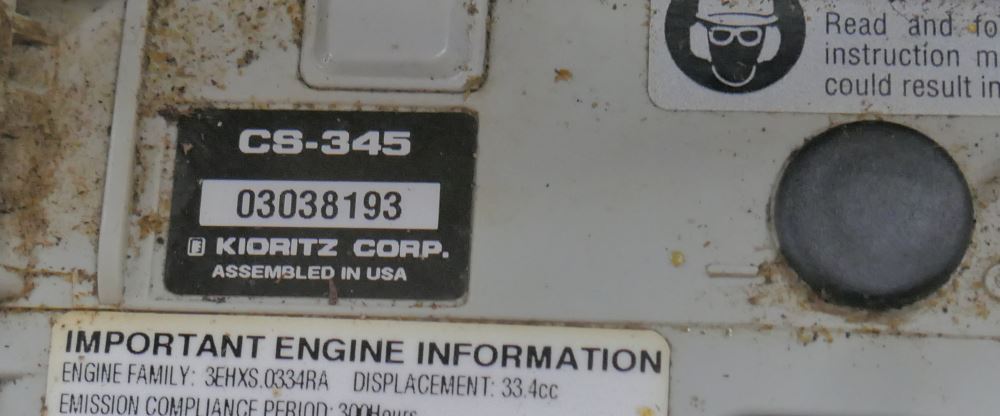 Read and fo
instruction m
could result in
CS-345
03038193
KIORITZ CORP.
ASSEMBLED IN USA
IMPORTANT ENGINE INFORMATION
ENGINE FAMILY: 3EHXS.0334RA DISPLACEMENT: 33.4cc
EMISSION COMPLIANCE PERIOD: 300Hours